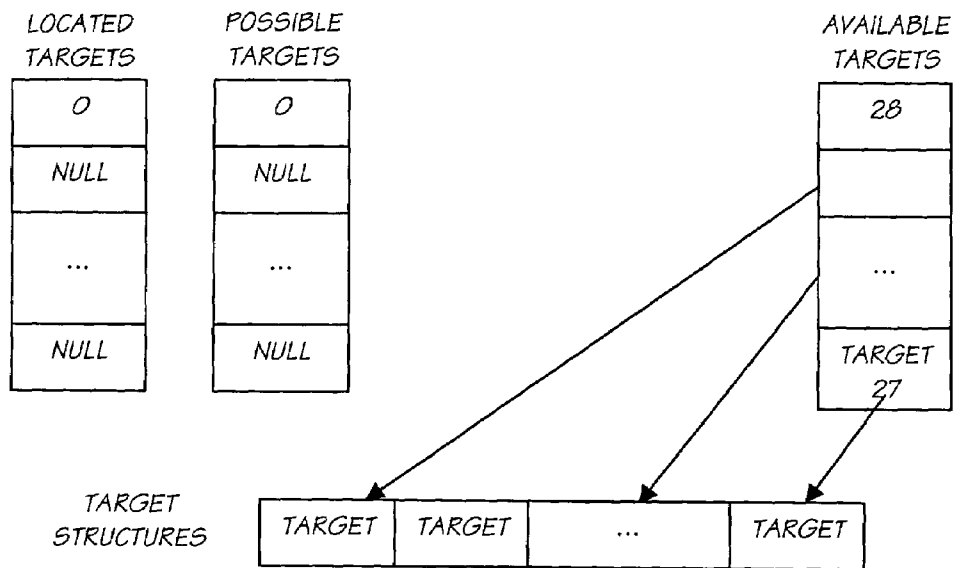 LOCATED
TARGETS
POSSIBLE
TARGETS
AVAILABLE
TARGETS
0
0
28
NULL
NULL
...
...
...
NULL
NULL
TARGET
27
TARGET
STRUCTURES
TARGET
TARGET
...
TARGET